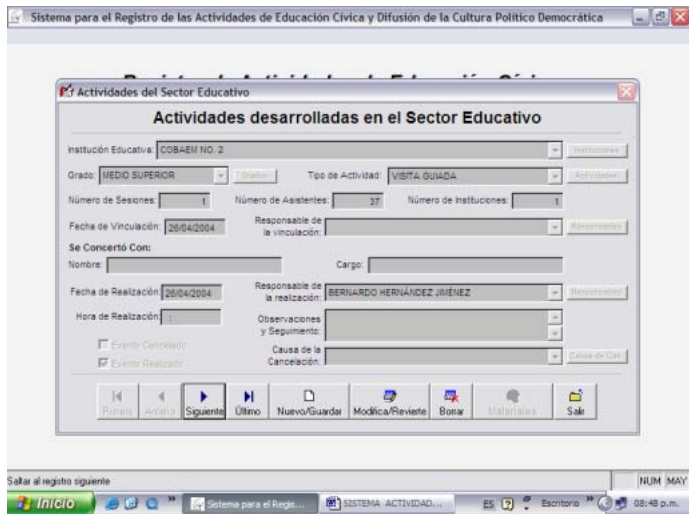 Sistema para el Registro de las Actividades de Educación Cívica y Difusión de la Cultura Político Democrática
Actividades del Sector Educativo
Actividades desarrolladas en el Sector Educativo
Institución Educativa: COBAEM NO. 2 Instituciones
Grado: MEDIO SUPERIOR Grados Tipo de Actividad: VISITA GUIADA Actividades
Número de Sesiones: 1 Número de Asistentes: 37 Número de Instituciones: 1
Fecha de Vinculación: 26/04/2004 Responsable de la vinculación: Responsables
Se Concertó Con:
Nombre: Cargo:
Fecha de Realización: 26/04/2004 Responsable de la realización: BERNARDO HERNÁNDEZ JIMÉNEZ Responsables
Hora de Realización: : Observaciones y Seguimiento:
Evento Cancelado
Evento Realizado Causa de la Cancelación: Causa de Can
Siguiente Último Nuevo/Guardar Modifica/Revierte Borrar Materiales Salir
Saltar al registro siguiente NUM MAY
Inicio Sistema para el Regis... SISTEMA ACTIVIDAD... ES Escritorio 08:48 p.m.